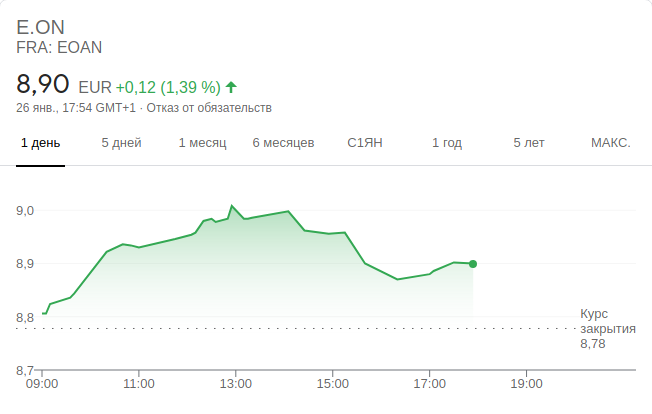 E.ON
FRA: EOAN
8,90 EUR +0,12 (1,39 %)
26 янв., 17:54 GMT+1 · Отказ от обязательств
1 день 5 дней 1 месяц 6 месяцев С1ЯН 1 год 5 лет МАКС.
9,0
8,9
8,8
Курс
закрытия
8,78
8,7
09:00 11:00 13:00 15:00 17:00 19:00